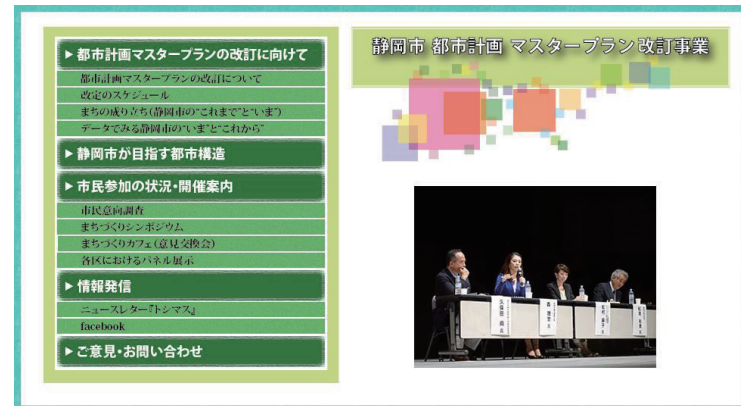 ▶都市計画マスタープランの改訂に向けて
都市計画マスタープランの改訂について
改定のスケジュール
まちの成り立ち(静岡市の“これまで”と“いま”)
データでみる静岡市の“いま”と“これから”
▶静岡市が目指す都市構造
▶市民参加の状況・開催案内
市民意向調査
まちづくりシンポジウム
まちづくりカフェ(意見交換会)
各区におけるパネル展示
▶情報発信
ニュースレター『トシマス』
facebook
▶ご意見・お問い合わせ
静岡市 都市計画 マスタープラン改訂事業
久保田